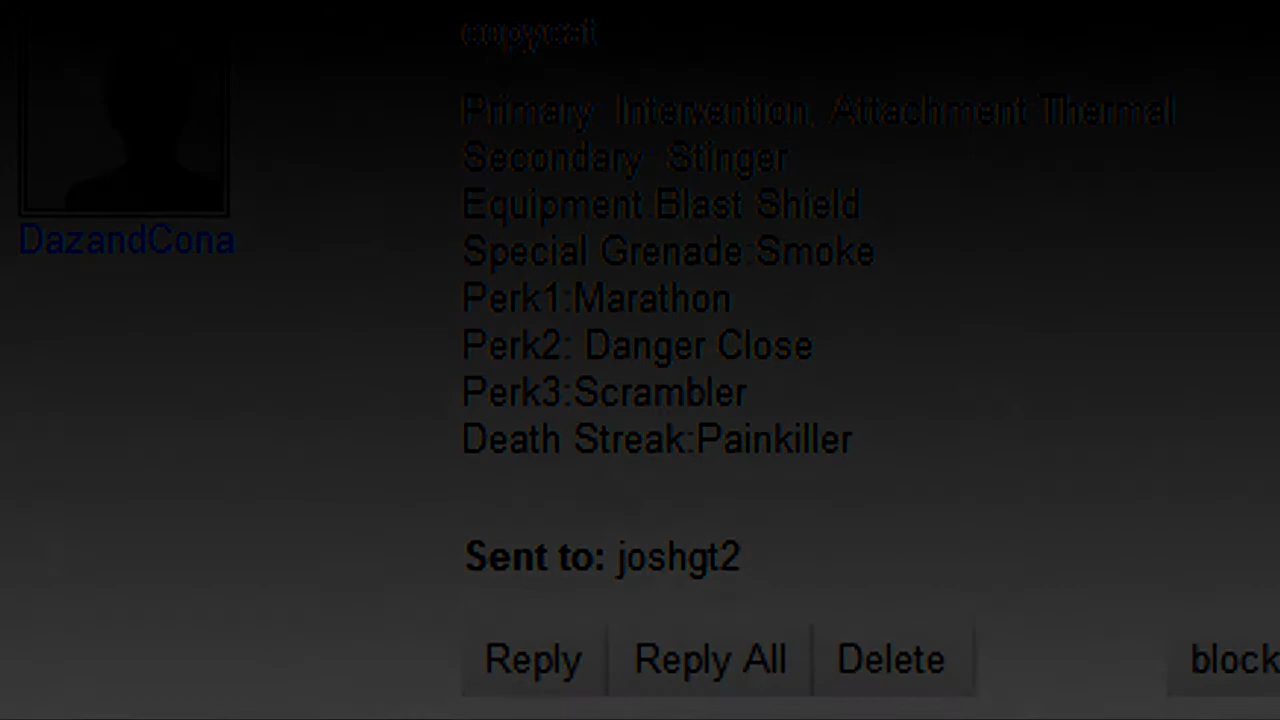 copycat
Primary Intervention, Attachment Thermal
Secondary Stinger
Equipment:Blast Shield
DazandCona
Special Grenade:Smoke
Perk1:Marathon
Perk2: Danger Close
Perk3:Scrambler
Death Streak:Painkiller
Sent to: joshgt2
Reply Reply All Delete block